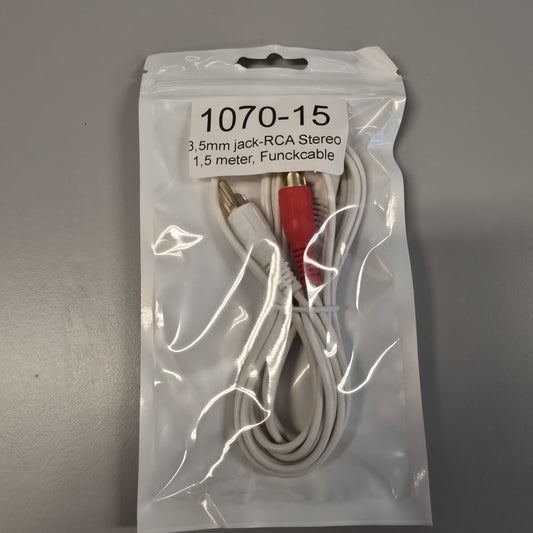 1070-15
3,5mm jack-RCA Stereo
1,5 meter, Funckcable